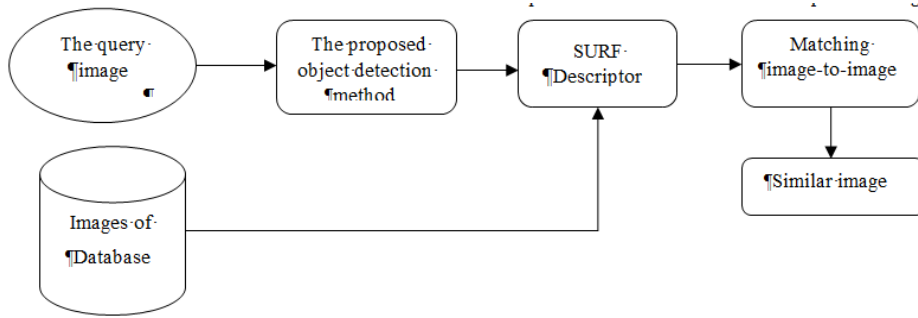 The query
¶image
¶
The proposed
object detection
¶method
SURF
¶Descriptor
Matching
¶image-to-image
¶Similar image
Images of
¶Database